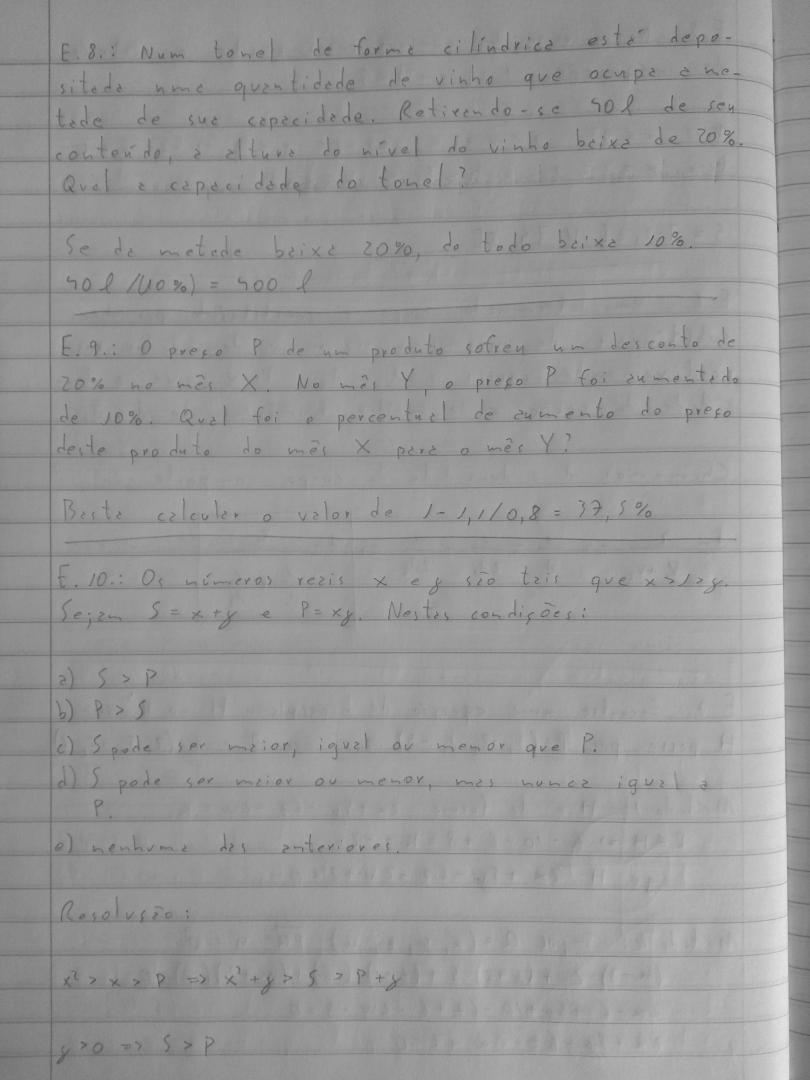 E.8.: Num tonel de forma cilíndrica está depo-
sitada uma quantidade de vinho que ocupa a me-
tade de sua capacidade. Retirando-se 40 l de seu
conteúdo, a altura do nível do vinho baixa de 20%.
Qual a capacidade do tonel?
Se da metade baixa 20%, do todo baixa 10%.
40 l /(10%) = 400 l
E.9.: O preço P de um produto sofreu um desconto de
20% no mês X. No mês Y, o preço P foi aumentado
de 10%. Qual foi o percentual de aumento do preço
deste produto do mês X para o mês Y?
Basta calcular o valor de 1-1,1/0,8 = 37,5%
E.10.: Os números reais x e y são tais que x>1>y.
Sejam S = x+y e P = xy. Nestas condições:
a) S > P
b) P > S
c) S pode ser maior, igual ou menor que P.
d) S pode ser maior ou menor, mas nunca igual a
P.
e) nenhuma das anteriores.
Resolução:
x² > x > P => x²+y > S > P+y
y>0 => S > P